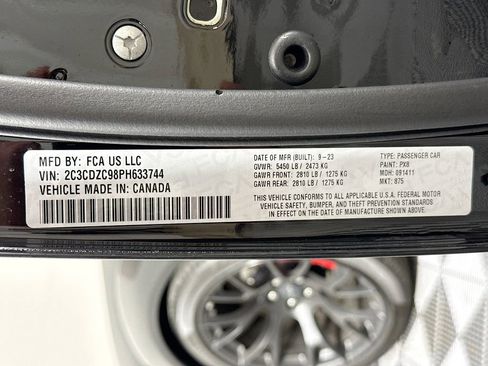 MFD BY: FCA US LLC
VIN: 2C3CDZC98PH633744
VEHICLE MADE IN: CANADA
DATE OF MFR (BUILT): 9-23
GVWR: 5450 LB / 2473 KG
GAWR FRONT: 2810 LB / 1275 KG
GAWR REAR: 2810 LB / 1275 KG
TYPE: PASSENGER CAR
PAINT: PX8
MDH: 091411
MKT: 875
THIS VEHICLE CONFORMS TO ALL APPLICABLE U.S.A. FEDERAL MOTOR
VEHICLE SAFETY, BUMPER, AND THEFT PREVENTION STANDARDS
IN EFFECT ON THE DATE OF MANUFACTURE SHOWN ABOVE.